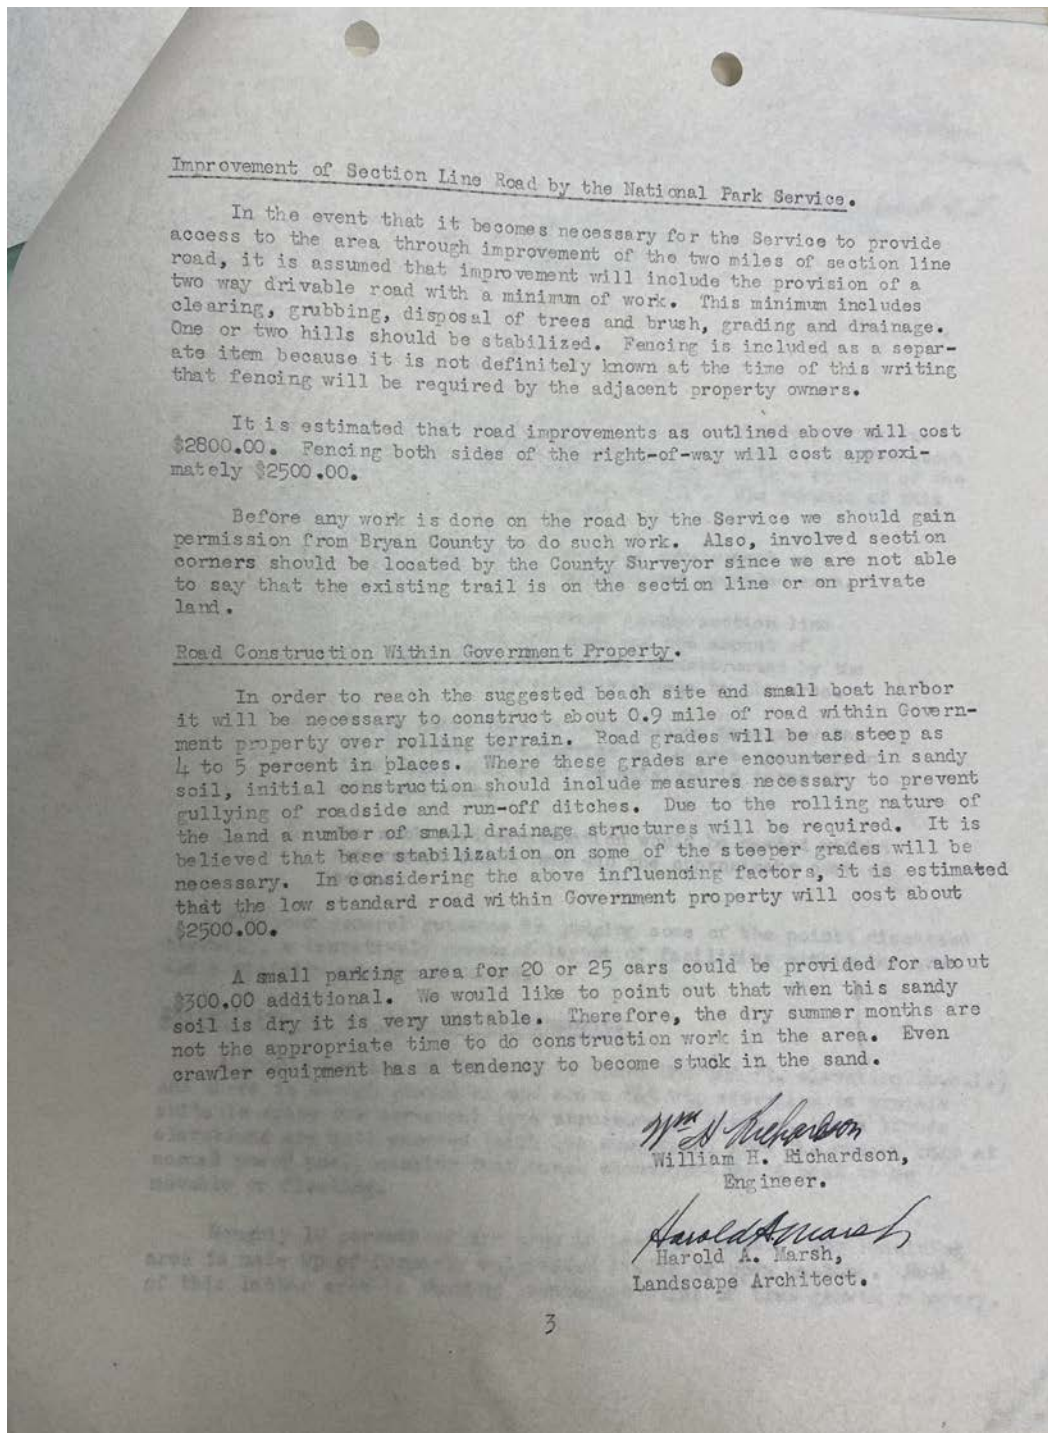 Improvement of Section Line Road by the National Park Service.
In the event that it becomes necessary for the Service to provide
access to the area through improvement of the two miles of section line
road, it is assumed that improvement will include the provision of a
two way drivable road with a minimum of work. This minimum includes
clearing, grubbing, disposal of trees and brush, grading and drainage.
One or two hills should be stabilized. Fencing is included as a separ-
ate item because it is not definitely known at the time of this writing
that fencing will be required by the adjacent property owners.
It is estimated that road improvements as outlined above will cost
$2800.00. Fencing both sides of the right-of-way will cost approxi-
mately $2500.00.
Before any work is done on the road by the Service we should gain
permission from Bryan County to do such work. Also, involved section
corners should be located by the County Surveyor since we are not able
to say that the existing trail is on the section line or on private
land.
Road Construction Within Government Property.
In order to reach the suggested beach site and small boat harbor
it will be necessary to construct about 0.9 mile of road within Govern-
ment property over rolling terrain. Road grades will be as steep as
4 to 5 percent in places. Where these grades are encountered in sandy
soil, initial construction should include measures necessary to prevent
gullying of roadside and run-off ditches. Due to the rolling nature of
the land a number of small drainage structures will be required. It is
believed that base stabilization on some of the steeper grades will be
necessary. In considering the above influencing factors, it is estimated
that the low standard road within Government property will cost about
$2500.00.
A small parking area for 20 or 25 cars could be provided for about
$300.00 additional. We would like to point out that when this sandy
soil is dry it is very unstable. Therefore, the dry summer months are
not the appropriate time to do construction work in the area. Even
crawler equipment has a tendency to become stuck in the sand.
Wm H Richardson
William H. Richardson,
Engineer.
Harold A Marsh
Harold A. Marsh,
Landscape Architect.
3